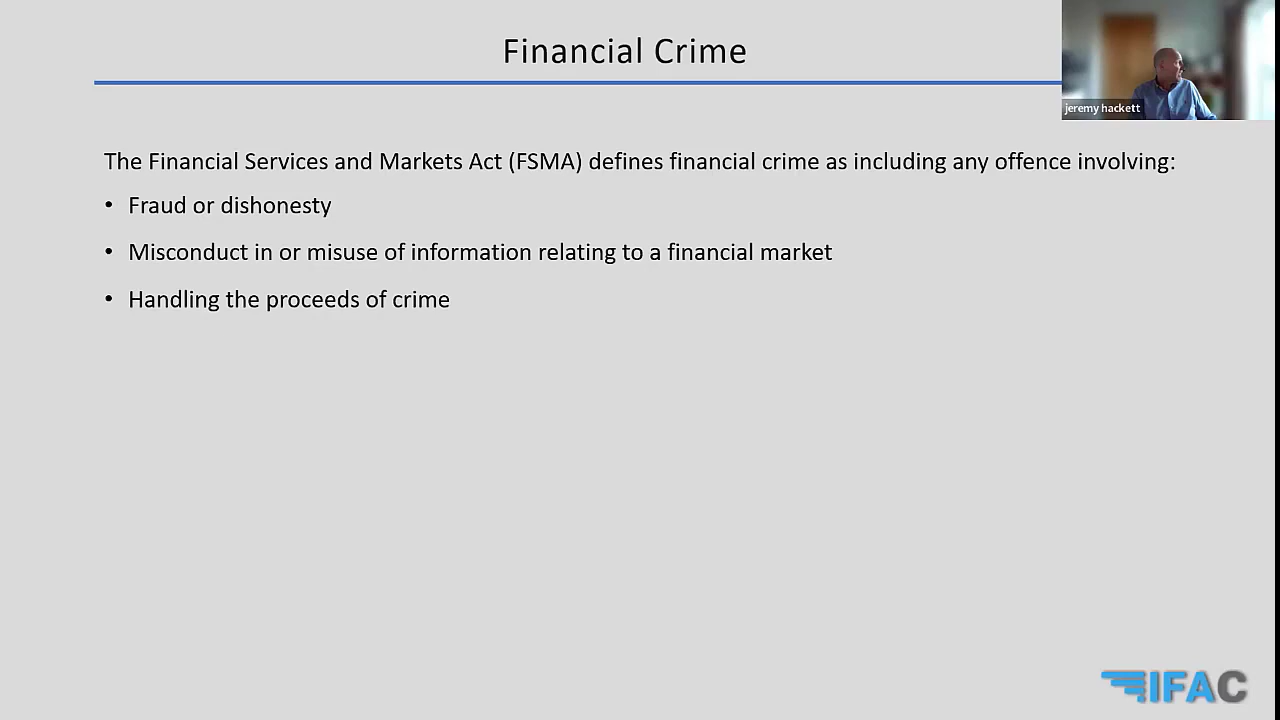 Financial Crime
jeremy hackett
The Financial Services and Markets Act (FSMA) defines financial crime as including any offence involving:
• Fraud or dishonesty
• Misconduct in or misuse of information relating to a financial market
• Handling the proceeds of crime
IFAC